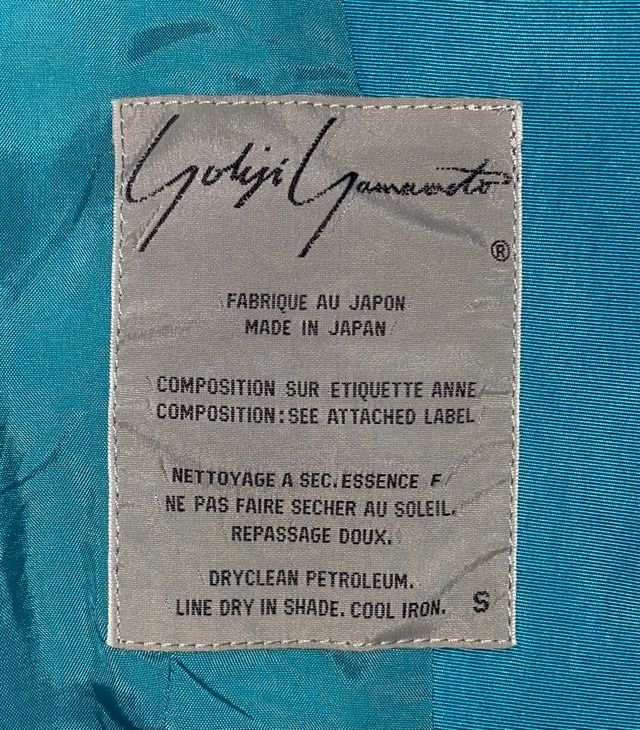 Yohji Yamamoto
®
FABRIQUE AU JAPON
MADE IN JAPAN
COMPOSITION SUR ETIQUETTE ANNE
COMPOSITION: SEE ATTACHED LABEL
NETTOYAGE A SEC. ESSENCE F
NE PAS FAIRE SECHER AU SOLEIL.
REPASSAGE DOUX.
DRYCLEAN PETROLEUM.
LINE DRY IN SHADE. COOL IRON. S